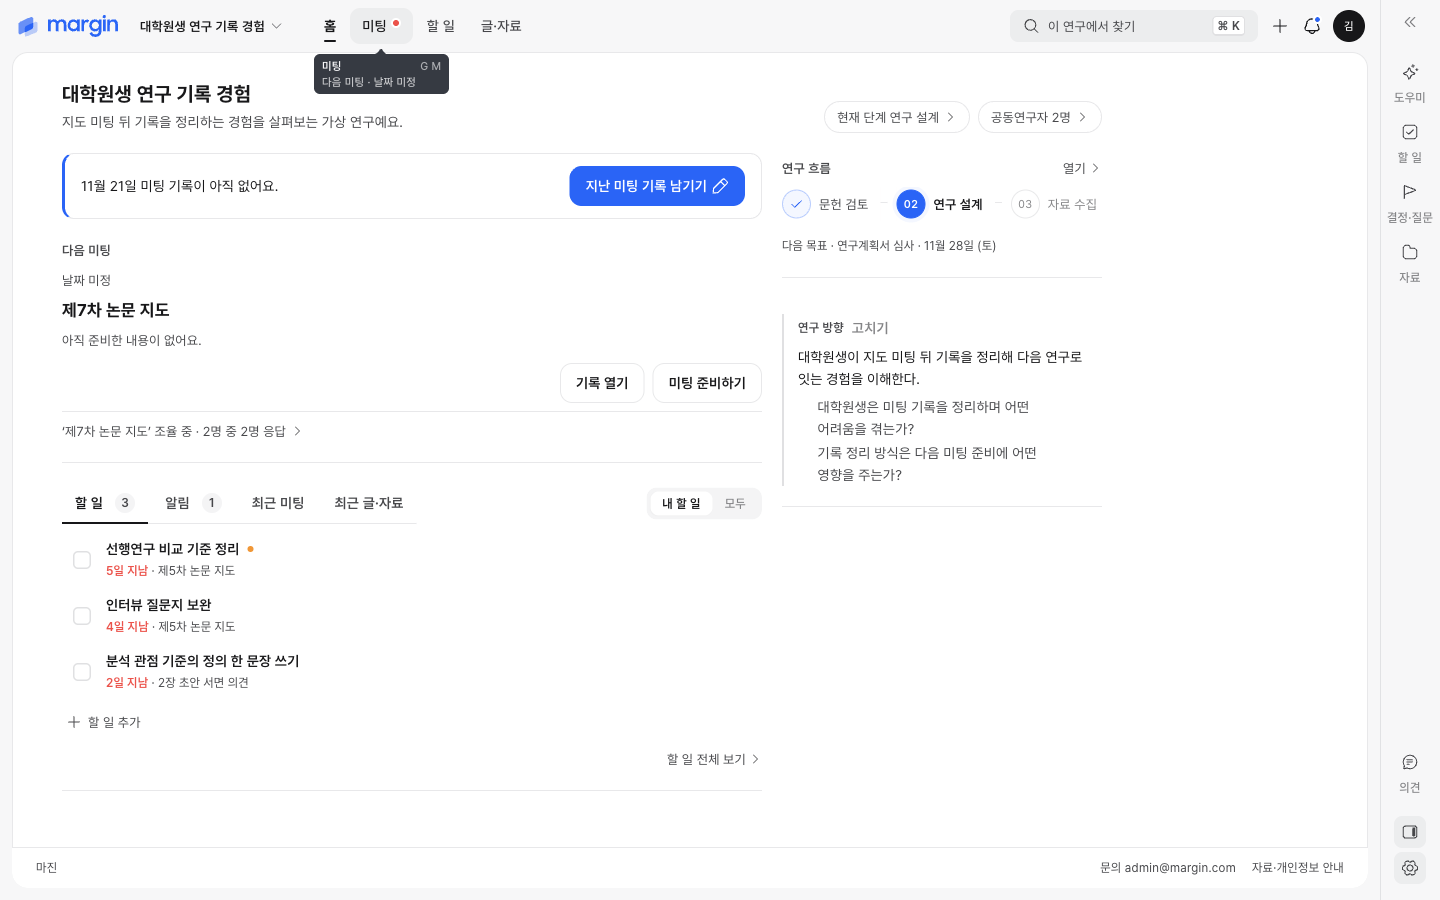 margin
대학원생 연구 기록 경험
홈
미팅
할 일
글·자료
이 연구에서 찾기
⌘ K
김
미팅
G M
다음 미팅 · 날짜 미정
대학원생 연구 기록 경험
지도 미팅 뒤 기록을 정리하는 경험을 살펴보는 가상 연구예요.
현재 단계 연구 설계
공동연구자 2명
11월 21일 미팅 기록이 아직 없어요.
지난 미팅 기록 남기기
다음 미팅
날짜 미정
제7차 논문 지도
아직 준비한 내용이 없어요.
기록 열기
미팅 준비하기
‘제7차 논문 지도’ 조율 중 · 2명 중 2명 응답
할 일 3
알림 1
최근 미팅
최근 글·자료
내 할 일
모두
선행연구 비교 기준 정리
5일 지남 · 제5차 논문 지도
인터뷰 질문지 보완
4일 지남 · 제5차 논문 지도
분석 관점 기준의 정의 한 문장 쓰기
2일 지남 · 2장 초안 서면 의견
할 일 추가
할 일 전체 보기
연구 흐름
열기
문헌 검토
02 연구 설계
03 자료 수집
다음 목표 · 연구계획서 심사 · 11월 28일 (토)
연구 방향 고치기
대학원생이 지도 미팅 뒤 기록을 정리해 다음 연구로
잇는 경험을 이해한다.
대학원생은 미팅 기록을 정리하며 어떤
어려움을 겪는가?
기록 정리 방식은 다음 미팅 준비에 어떤
영향을 주는가?
도우미
할 일
결정·질문
자료
의견
마진
문의 admin@margin.com
자료·개인정보 안내